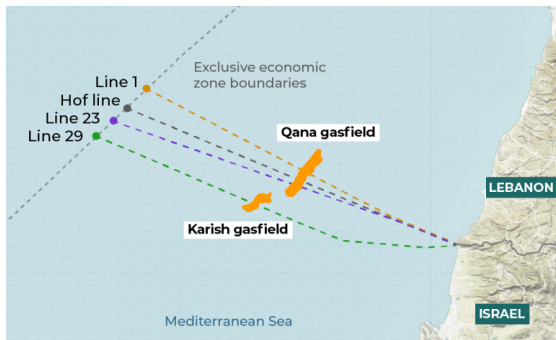 Line 1
Exclusive economic
zone boundaries
Hof line
Line 23
Line 29
Qana gasfield
LEBANON
Karish gasfield
ISRAEL
Mediterranean Sea